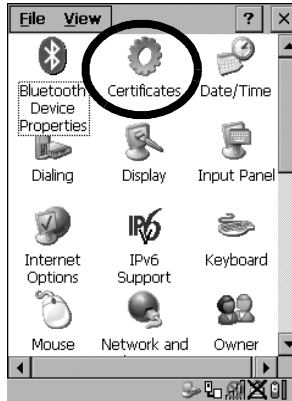 File View ? ×
Bluetooth Certificates Date/Time
Device
Properties
Dialing Display Input Panel
Internet IPv6 Keyboard
Options Support
IPv6
Mouse Network and Owner